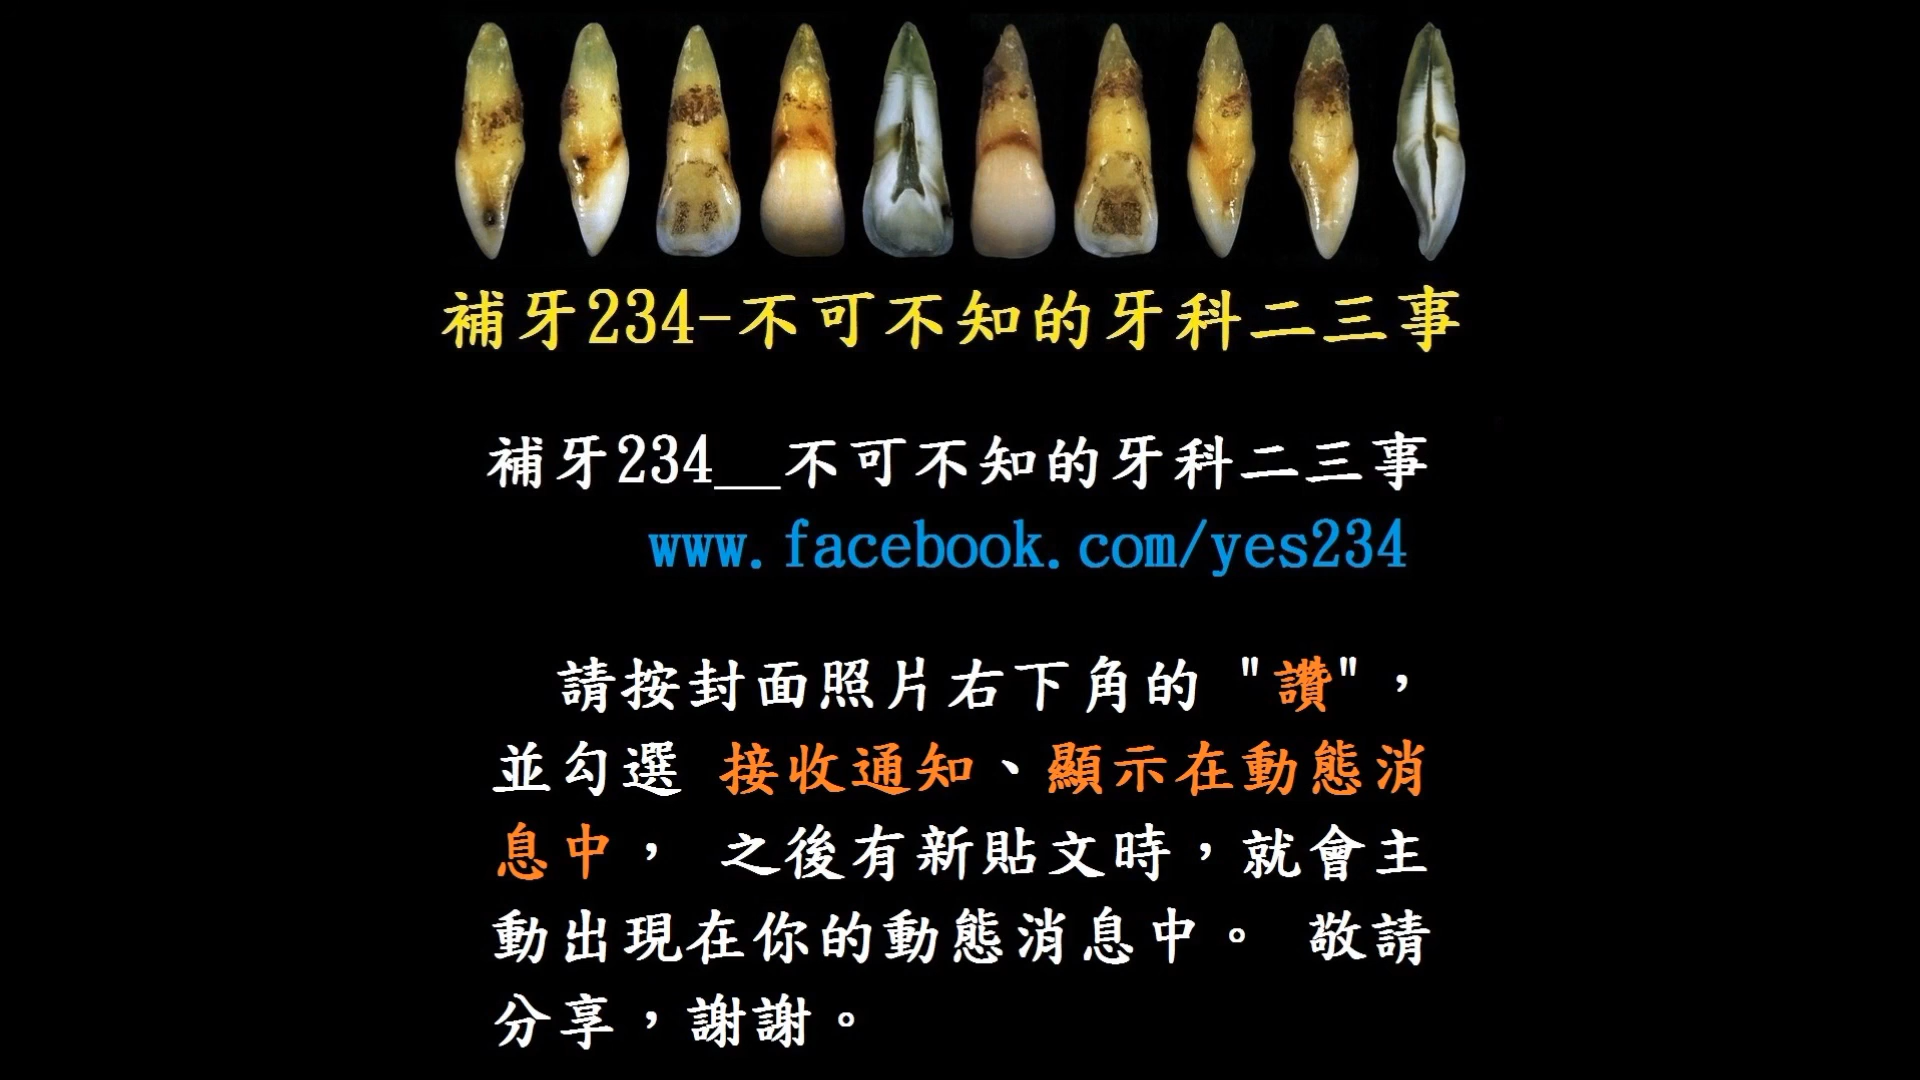 補牙234-不可不知的牙科二三事
補牙234__不可不知的牙科二三事
www.facebook.com/yes234
請按封面照片右下角的 "讚"，
並勾選 接收通知、顯示在動態消
息中， 之後有新貼文時，就會主
動出現在你的動態消息中。 敬請
分享，謝謝。